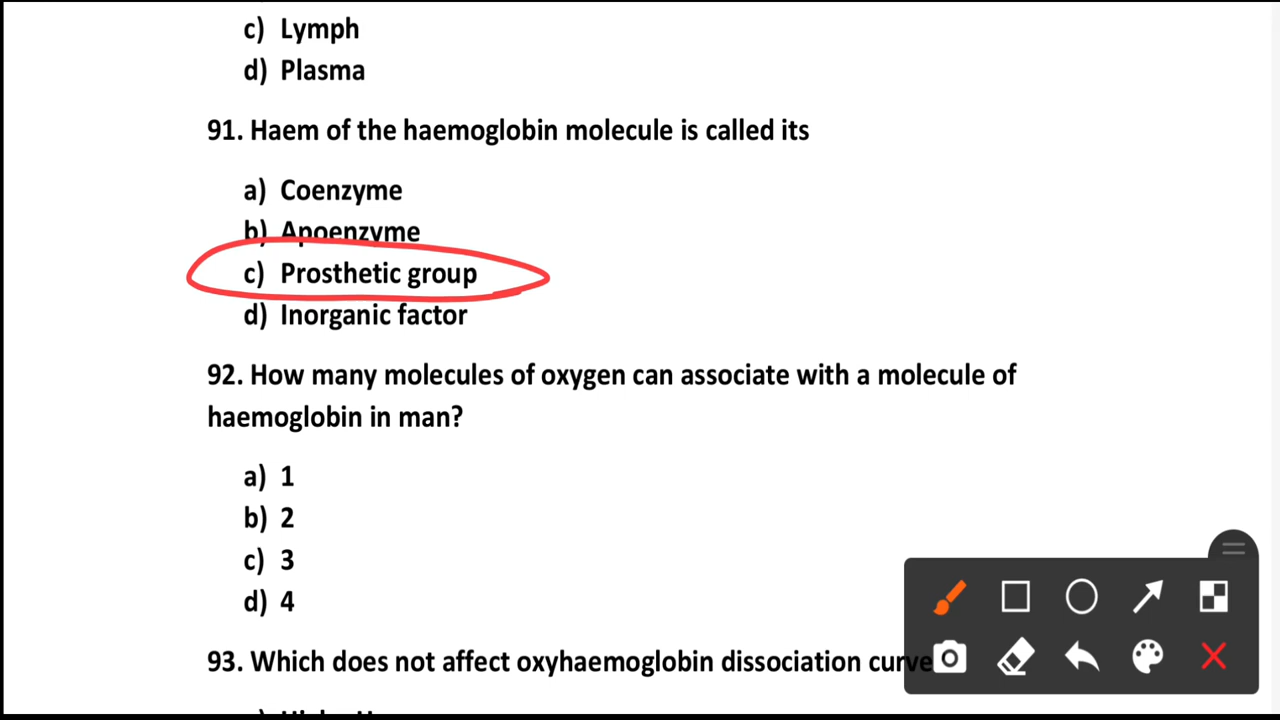 c) Lymph
d) Plasma
91. Haem of the haemoglobin molecule is called its
a) Coenzyme
b) Apoenzyme
c) Prosthetic group
d) Inorganic factor
92. How many molecules of oxygen can associate with a molecule of
haemoglobin in man?
a) 1
b) 2
c) 3
d) 4
93. Which does not affect oxyhaemoglobin dissociation curve